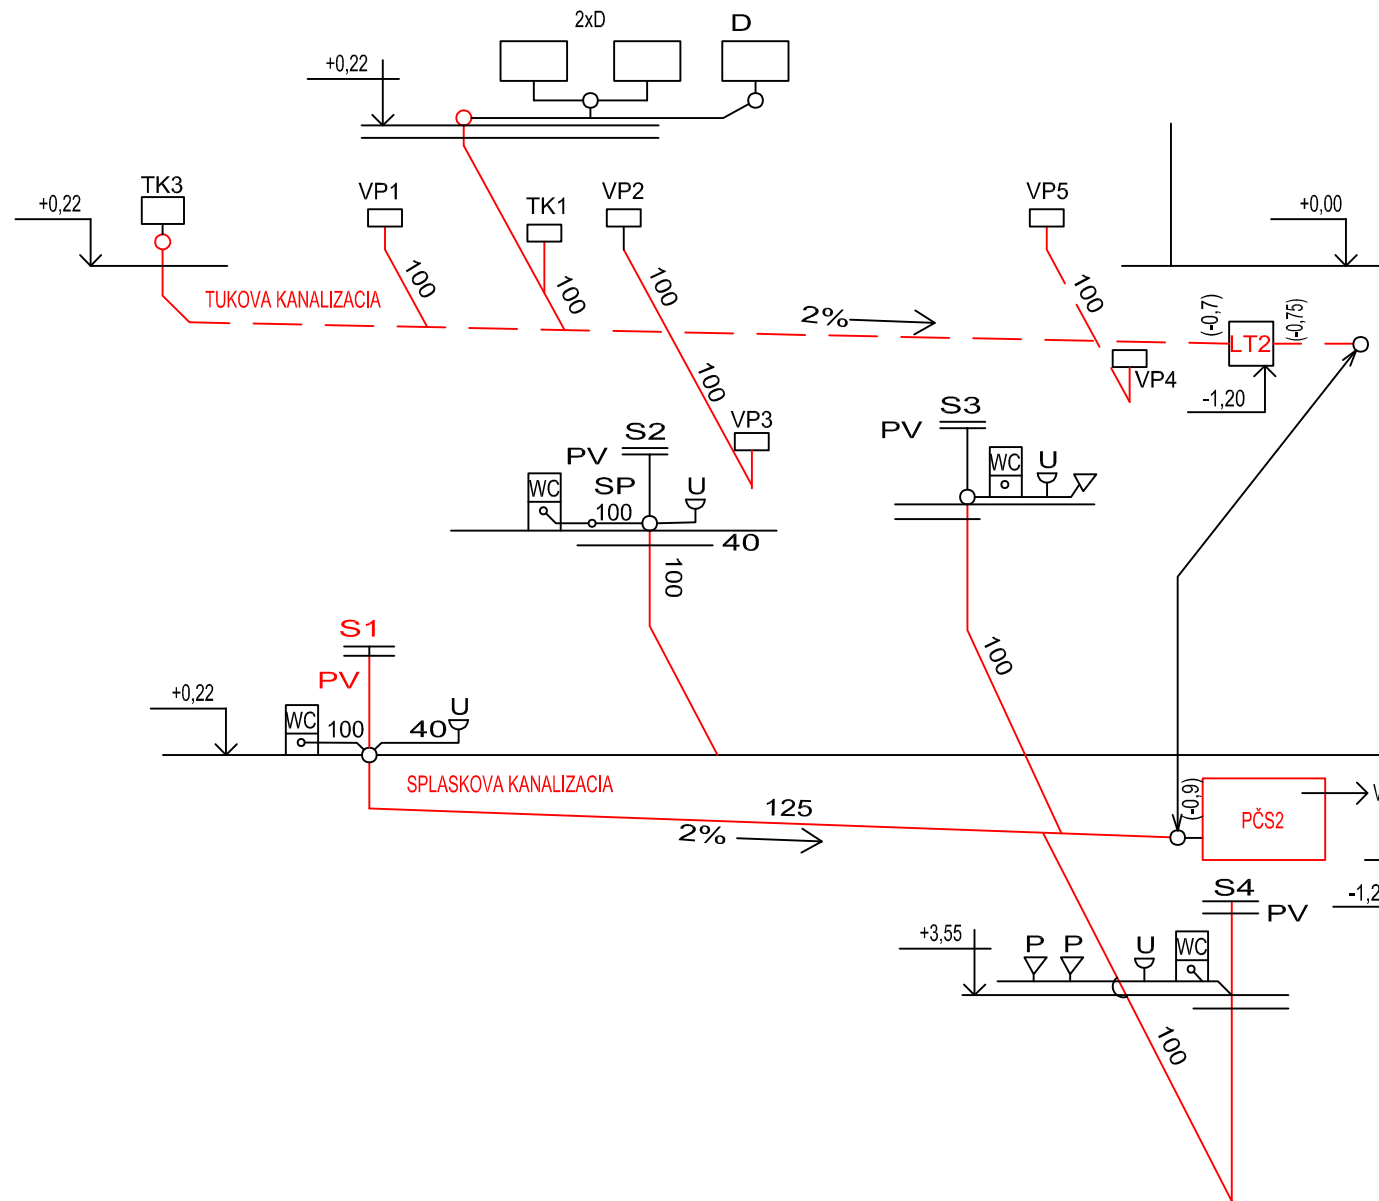 2xD
D
+0,22
TK3
VP1
VP2
TK1
VP5
+0,22
+0,00
TUKOVA KANALIZACIA
100
100
100
100
2%
(-0,7)
LT2
(-0,75)
100
VP4
-1,20
S3
VP3
S2
PV
PV
WC
U
WC
SP
U
100
40
100
S1
100
PV
+0,22
WC
100
40
U
SPLASKOVA KANALIZACIA
125
2%
(-0,9)
PČS2
V
-1,2
S4
PV
+3,55
P
P
U
WC
100